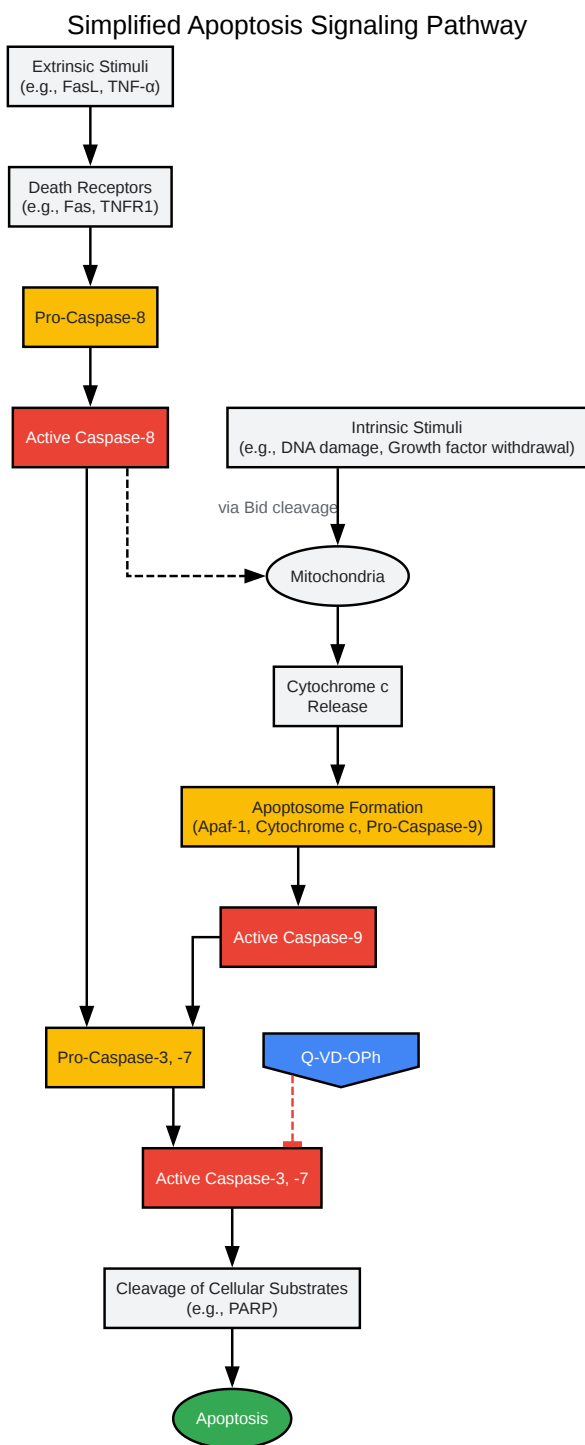 Simplified Apoptosis Signaling Pathway
Extrinsic Stimuli
(e.g., FasL, TNF-α)
Death Receptors
(e.g., Fas, TNFR1)
Pro-Caspase-8
Active Caspase-8
Intrinsic Stimuli
(e.g., DNA damage, Growth factor withdrawal)
via Bid cleavage
Mitochondria
Cytochrome c
Release
Apoptosome Formation
(Apaf-1, Cytochrome c, Pro-Caspase-9)
Active Caspase-9
Pro-Caspase-3, -7
Q-VD-OPh
Active Caspase-3, -7
Cleavage of Cellular Substrates
(e.g., PARP)
Apoptosis